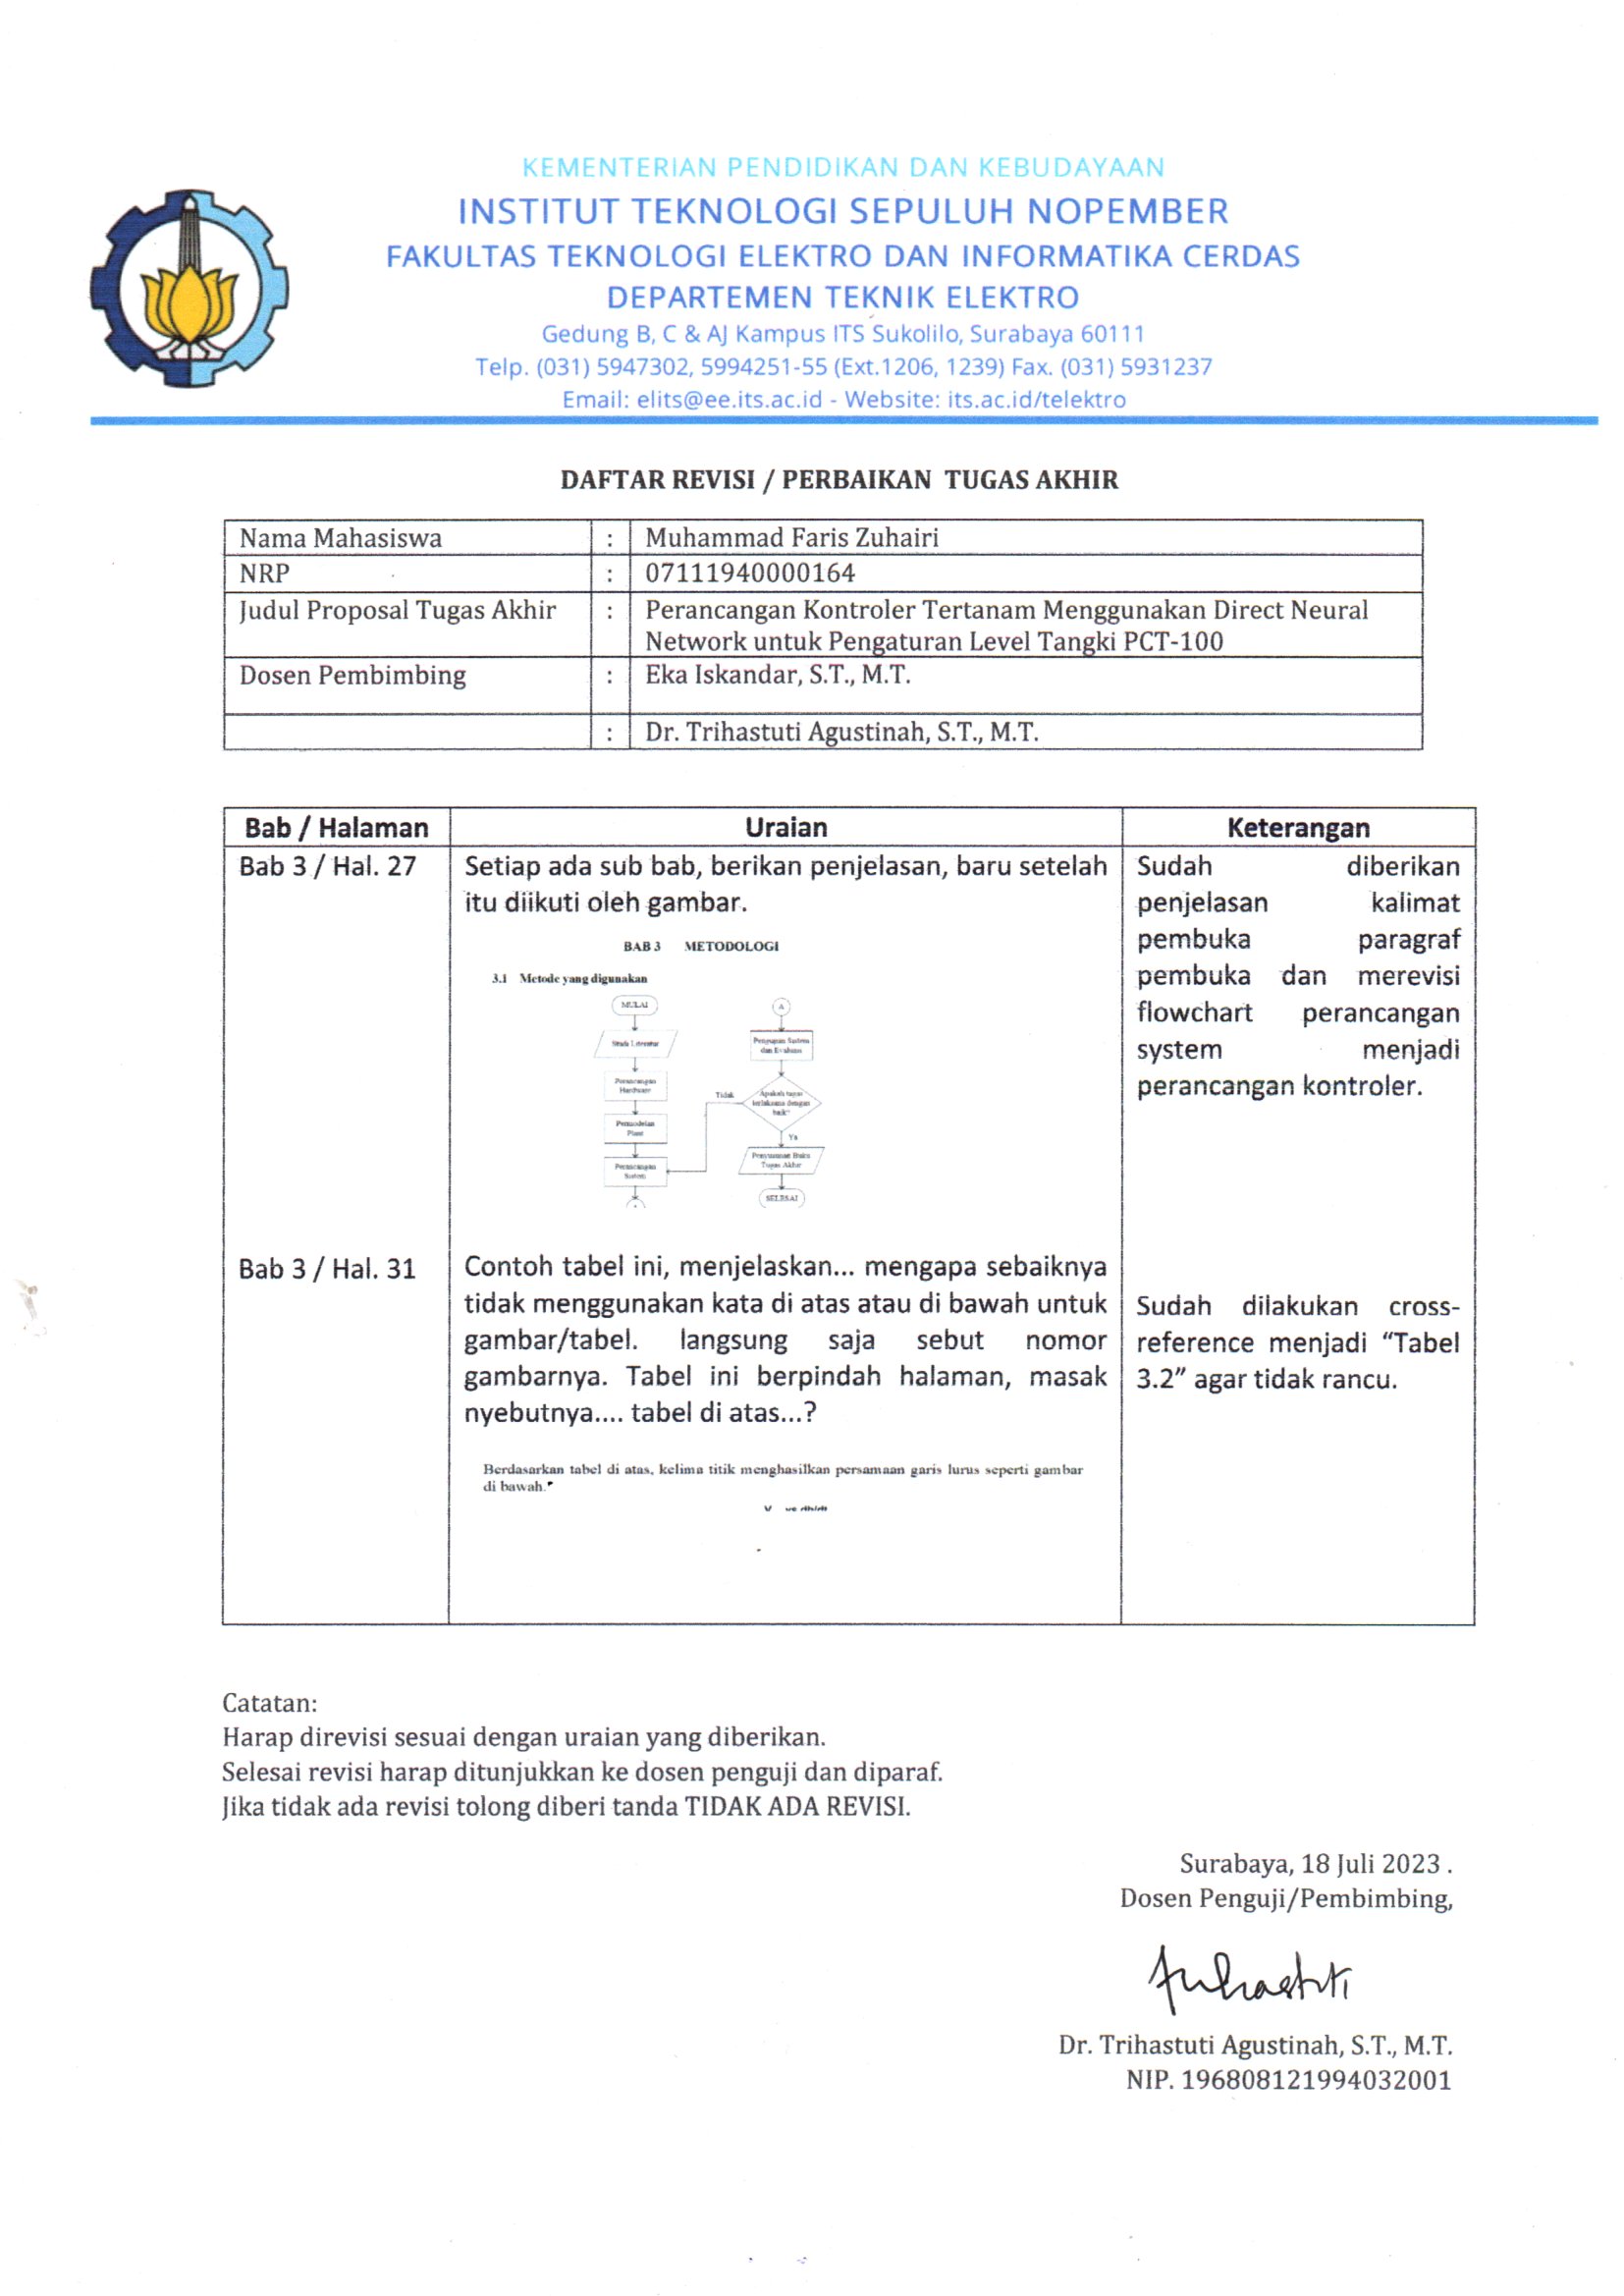 KEMENTERIAN PENDIDIKAN DAN KEBUDAYAAN
INSTITUT TEKNOLOGI SEPULUH NOPEMBER
FAKULTAS TEKNOLOGI ELEKTRO DAN INFORMATIKA CERDAS
DEPARTEMEN TEKNIK ELEKTRO
Gedung B, C & AJ Kampus ITS Sukolilo, Surabaya 60111
Telp. (031) 5947302, 5994251-55 (Ext.1206, 1239) Fax. (031) 5931237
Email: elits@ee.its.ac.id - Website: its.ac.id/telektro
DAFTAR REVISI / PERBAIKAN TUGAS AKHIR
Nama Mahasiswa : Muhammad Faris Zuhairi
NRP : 07111940000164
Judul Proposal Tugas Akhir : Perancangan Kontroler Tertanam Menggunakan Direct Neural
Network untuk Pengaturan Level Tangki PCT-100
Dosen Pembimbing : Eka Iskandar, S.T., M.T.
: Dr. Trihastuti Agustinah, S.T., M.T.
Bab / Halaman Uraian Keterangan
Bab 3 / Hal. 27
Setiap ada sub bab, berikan penjelasan, baru setelah
itu diikuti oleh gambar.
BAB 3 METODOLOGI
3.1 Metode yang digunakan
MULAI
Studi Literatur
Perancangan
Hardware
Pemodelan
Plant
Perancangan
Sistem
A
Pengujian Sistem
dan Evaluasi
Apakah tugas
terlaksana dengan
baik?
Tidak
Ya
Penyusunan Buku
Tugas Akhir
SELESAI
Sudah diberikan
penjelasan kalimat
pembuka paragraf
pembuka dan merevisi
flowchart perancangan
system menjadi
perancangan kontroler.
Bab 3 / Hal. 31
Contoh tabel ini, menjelaskan... mengapa sebaiknya
tidak menggunakan kata di atas atau di bawah untuk
gambar/tabel. langsung saja sebut nomor
gambarnya. Tabel ini berpindah halaman, masak
nyebutnya.... tabel di atas...?
Berdasarkan tabel di atas, kelima titik menghasilkan persamaan garis lurus seperti gambar
di bawah."
Sudah dilakukan cross-
reference menjadi “Tabel
3.2” agar tidak rancu.
Catatan:
Harap direvisi sesuai dengan uraian yang diberikan.
Selesai revisi harap ditunjukkan ke dosen penguji dan diparaf.
Jika tidak ada revisi tolong diberi tanda TIDAK ADA REVISI.
Surabaya, 18 Juli 2023 .
Dosen Penguji/Pembimbing,
Dr. Trihastuti Agustinah, S.T., M.T.
NIP. 196808121994032001